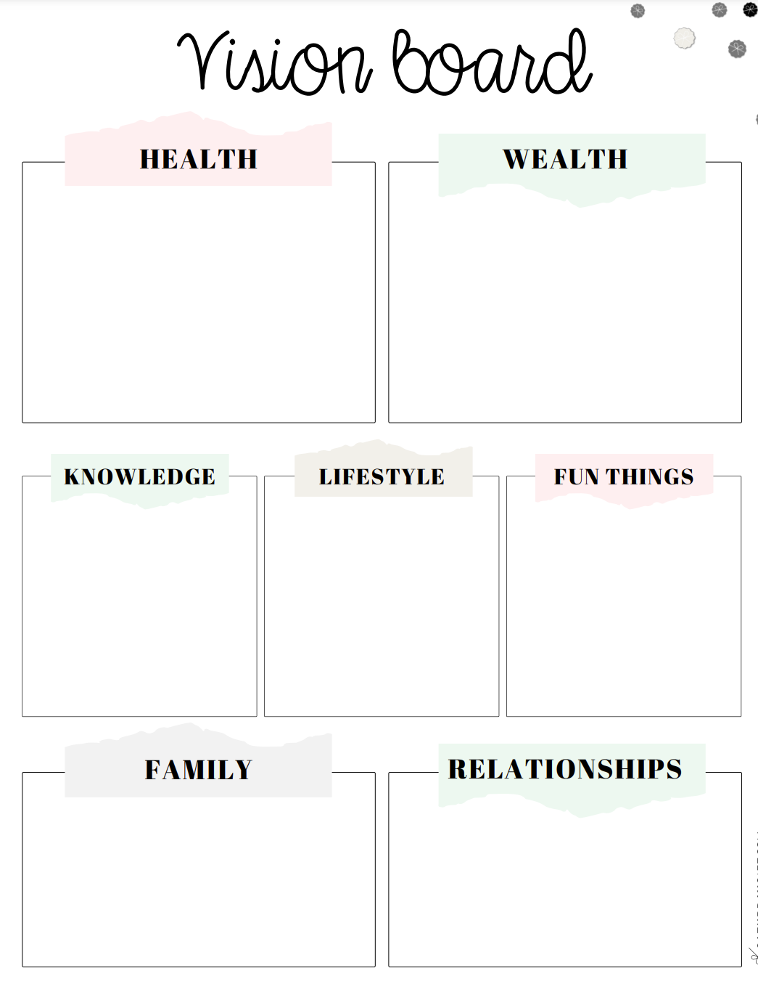 Vision board
HEALTH
WEALTH
KNOWLEDGE
LIFESTYLE
FUN THINGS
FAMILY
RELATIONSHIPS